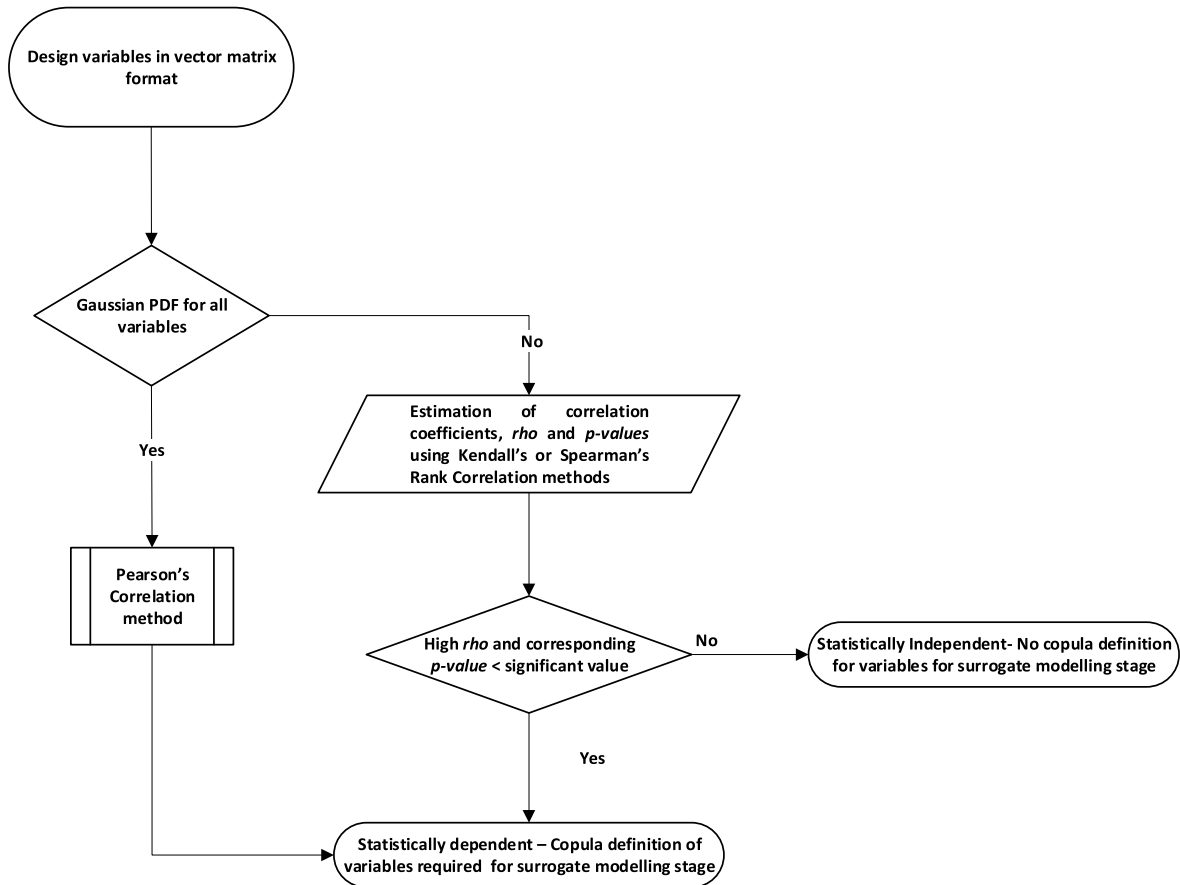 Design variables in vector matrix
format
Gaussian PDF for all
variables
No
Yes
Estimation of correlation
coefficients, rho and p-values
using Kendall's or Spearman's
Rank Correlation methods
Pearson's
Correlation
method
High rho and corresponding
p-value < significant value
No
Statistically Independent- No copula definition
for variables for surrogate modelling stage
Yes
Statistically dependent – Copula definition of
variables required for surrogate modelling stage